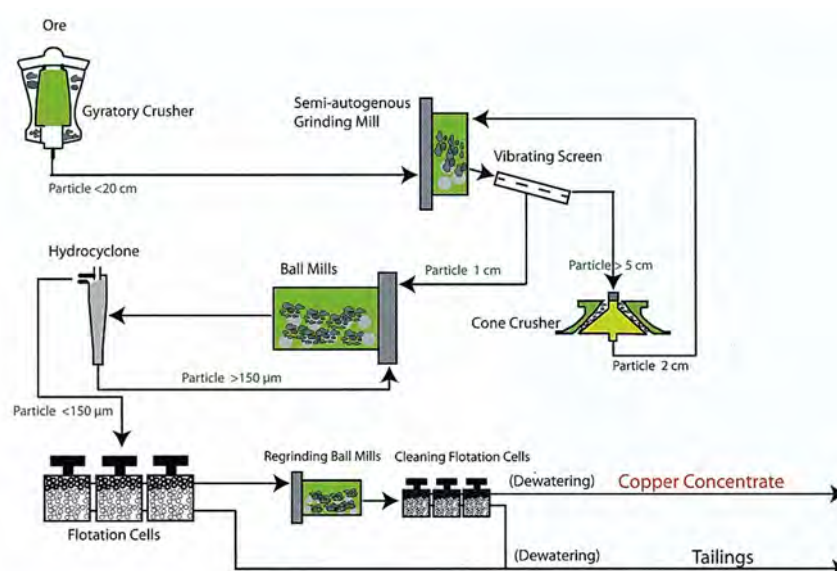 Ore
Gyratory Crusher
Semi-autogenous
Grinding Mill
Vibrating Screen
Particle <20 cm
Hydrocyclone
Ball Mills
Particle 1 cm
Particle > 5 cm
Cone Crusher
Particle 2 cm
Particle >150 µm
Particle <150 µm
Regrinding Ball Mills
Cleaning Flotation Cells
(Dewatering)
Copper Concentrate
Flotation Cells
(Dewatering)
Tailings